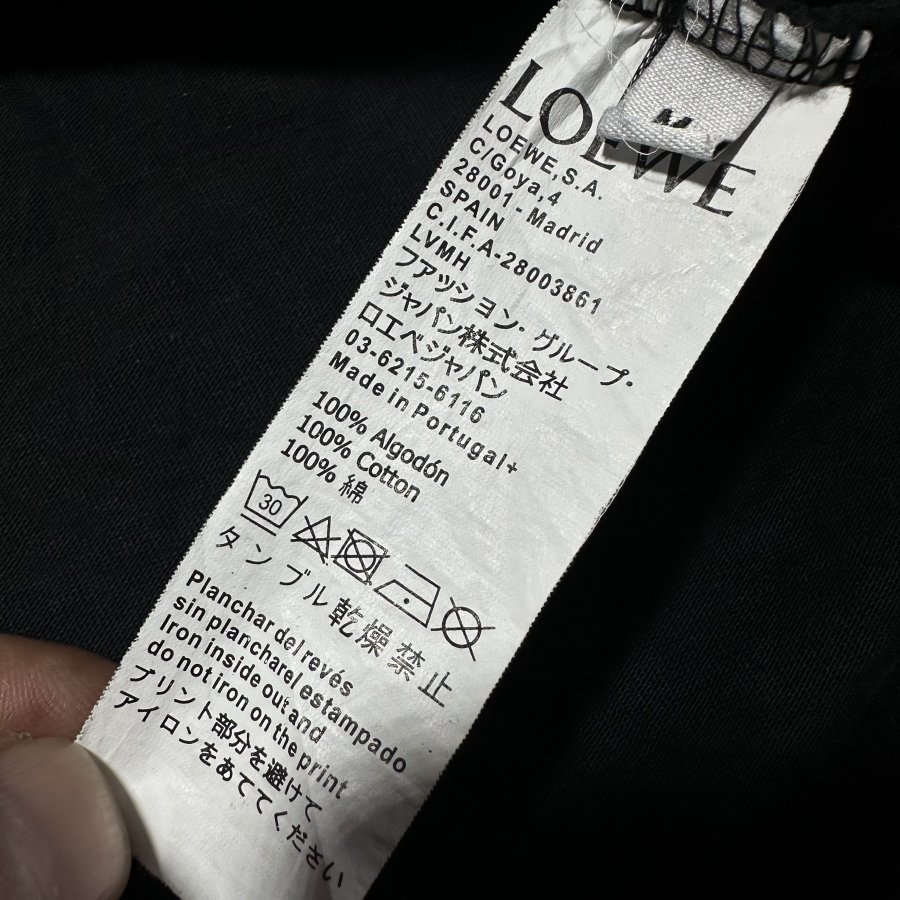 LOEWE
M
LOEWE,S.A.
C/Goya,4
28001-Madrid
SPAIN
C.I.F.A-28003861
LVMH
ファッション・グループ・
ジャパン株式会社
ロエベジャパン
03-6215-6116
Made in Portugal+
100% Algodón
100% Cotton
100% 綿
30
タンブル乾燥禁止
Planchar del revés
sin planchar el estampado
Iron inside out and
do not iron on the print
プリント部分を避けて
アイロンをあててください